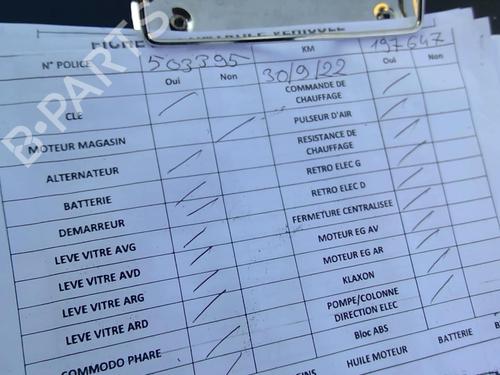 FICHE VEHICULE
N° POLICE 503395 KM 197647
Oui Non 30/9/22 Oui Non
CLE COMMANDE DE CHAUFFAGE
MOTEUR MAGASIN PULSEUR D'AIR
ALTERNATEUR RESISTANCE DE CHAUFFAGE
BATTERIE RETRO ELEC G
DEMARREUR RETRO ELEC D
LEVE VITRE AVG FERMETURE CENTRALISEE
LEVE VITRE AVD MOTEUR EG AV
LEVE VITRE ARG MOTEUR EG AR
LEVE VITRE ARD KLAXON
COMMODO PHARE POMPE/COLONNE DIRECTION ELEC
Bloc ABS
HUILE MOTEUR BATTERIE
B-PARTS